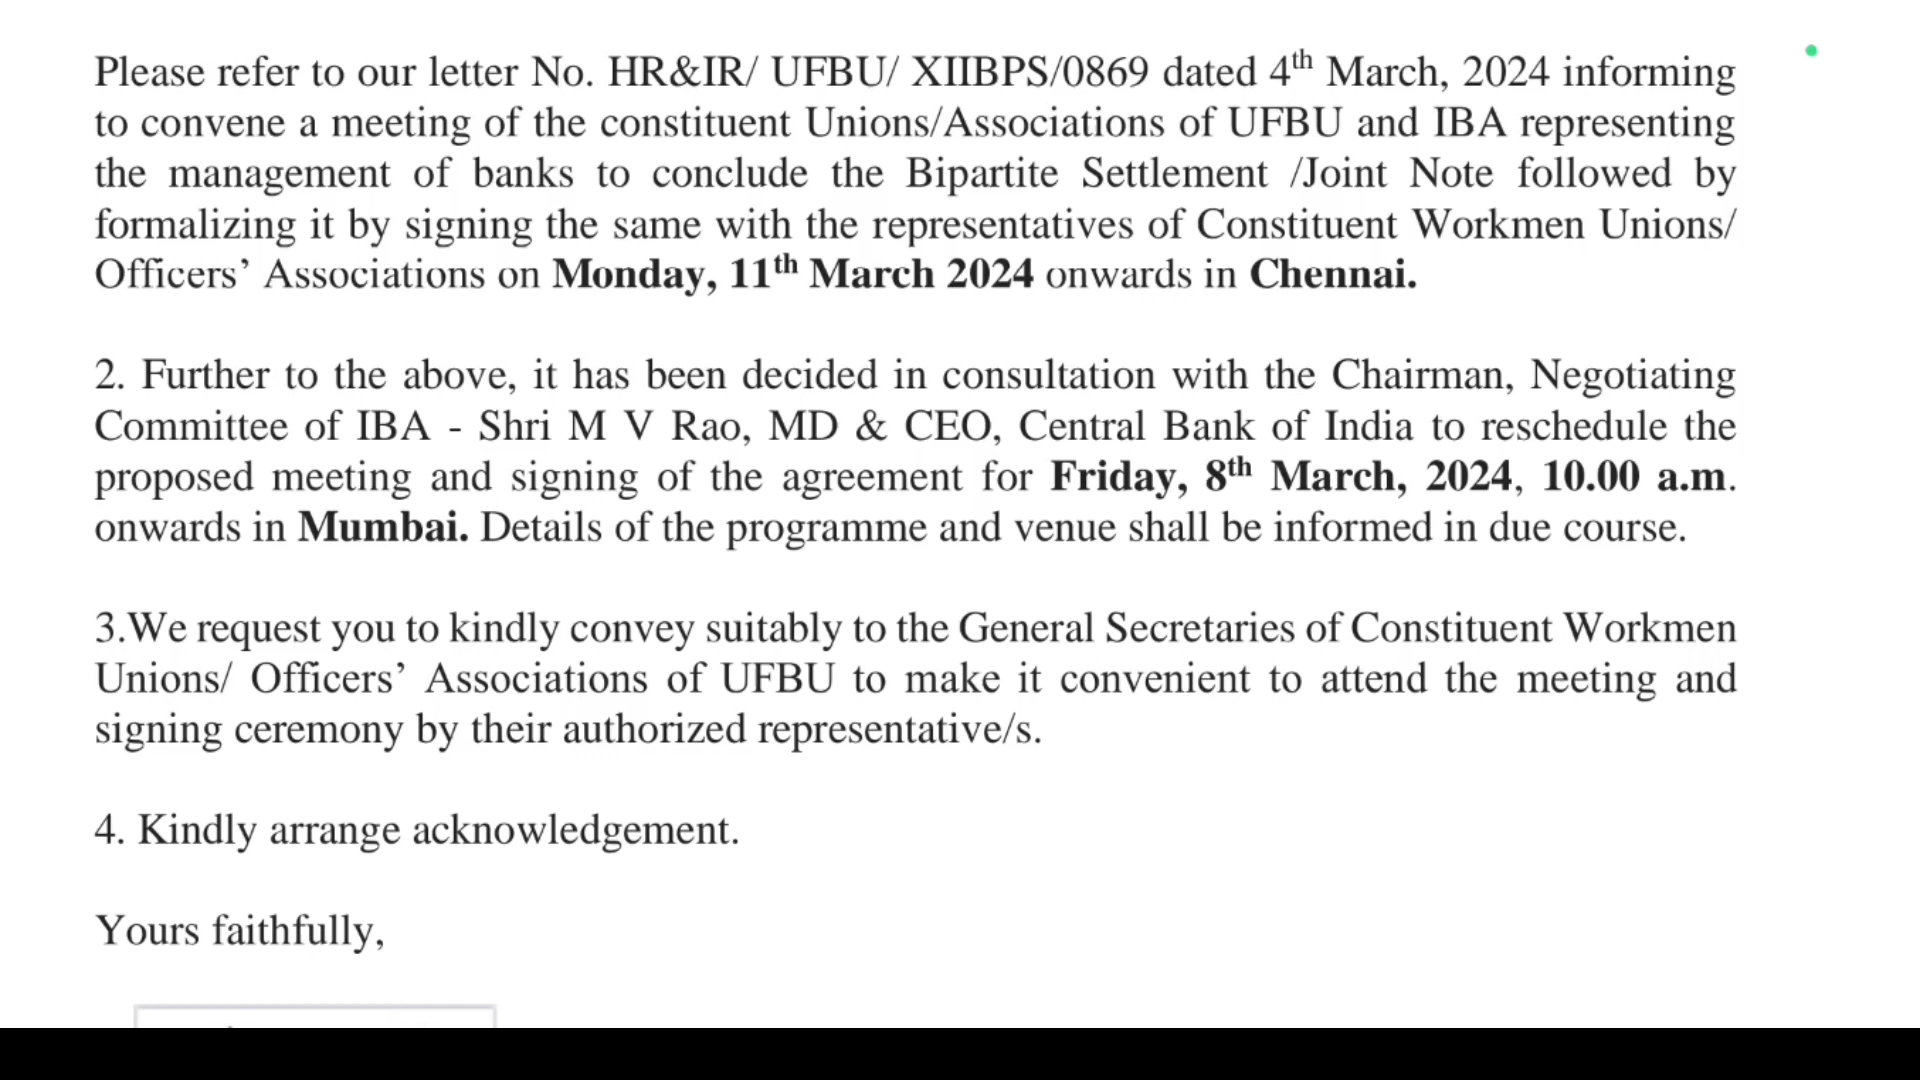 Please refer to our letter No. HR&IR/ UFBU/ XIIBPS/0869 dated 4th March, 2024 informing
to convene a meeting of the constituent Unions/Associations of UFBU and IBA representing
the management of banks to conclude the Bipartite Settlement /Joint Note followed by
formalizing it by signing the same with the representatives of Constituent Workmen Unions/
Officers’ Associations on Monday, 11th March 2024 onwards in Chennai.
2. Further to the above, it has been decided in consultation with the Chairman, Negotiating
Committee of IBA - Shri M V Rao, MD & CEO, Central Bank of India to reschedule the
proposed meeting and signing of the agreement for Friday, 8th March, 2024, 10.00 a.m.
onwards in Mumbai. Details of the programme and venue shall be informed in due course.
3.We request you to kindly convey suitably to the General Secretaries of Constituent Workmen
Unions/ Officers’ Associations of UFBU to make it convenient to attend the meeting and
signing ceremony by their authorized representative/s.
4. Kindly arrange acknowledgement.
Yours faithfully,